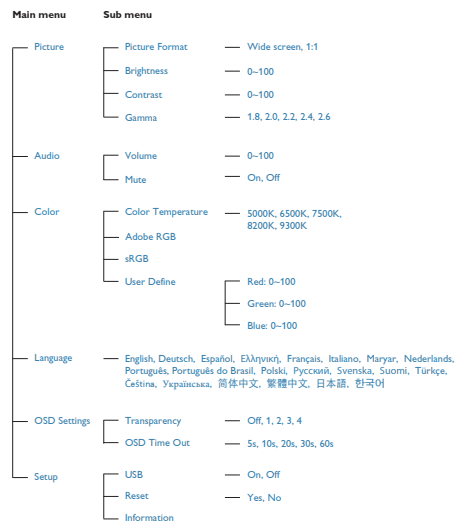 Main menu Sub menu
Picture Picture Format Wide screen, 1:1
Brightness 0~100
Contrast 0~100
Gamma 1.8, 2.0, 2.2, 2.4, 2.6
Audio Volume 0~100
Mute On, Off
Color Color Temperature 5000K, 6500K, 7500K,
8200K, 9300K
Adobe RGB
sRGB
User Define Red: 0~100
Green: 0~100
Blue: 0~100
Language English, Deutsch, Español, Ελληνική, Français, Italiano, Maryar, Nederlands,
Português, Português do Brasil, Polski, Русский, Svenska, Suomi, Türkçe,
Čeština, Українська, 简体中文, 繁體中文, 日本語, 한국어
OSD Settings Transparency Off, 1, 2, 3, 4
OSD Time Out 5s, 10s, 20s, 30s, 60s
Setup USB On, Off
Reset Yes, No
Information